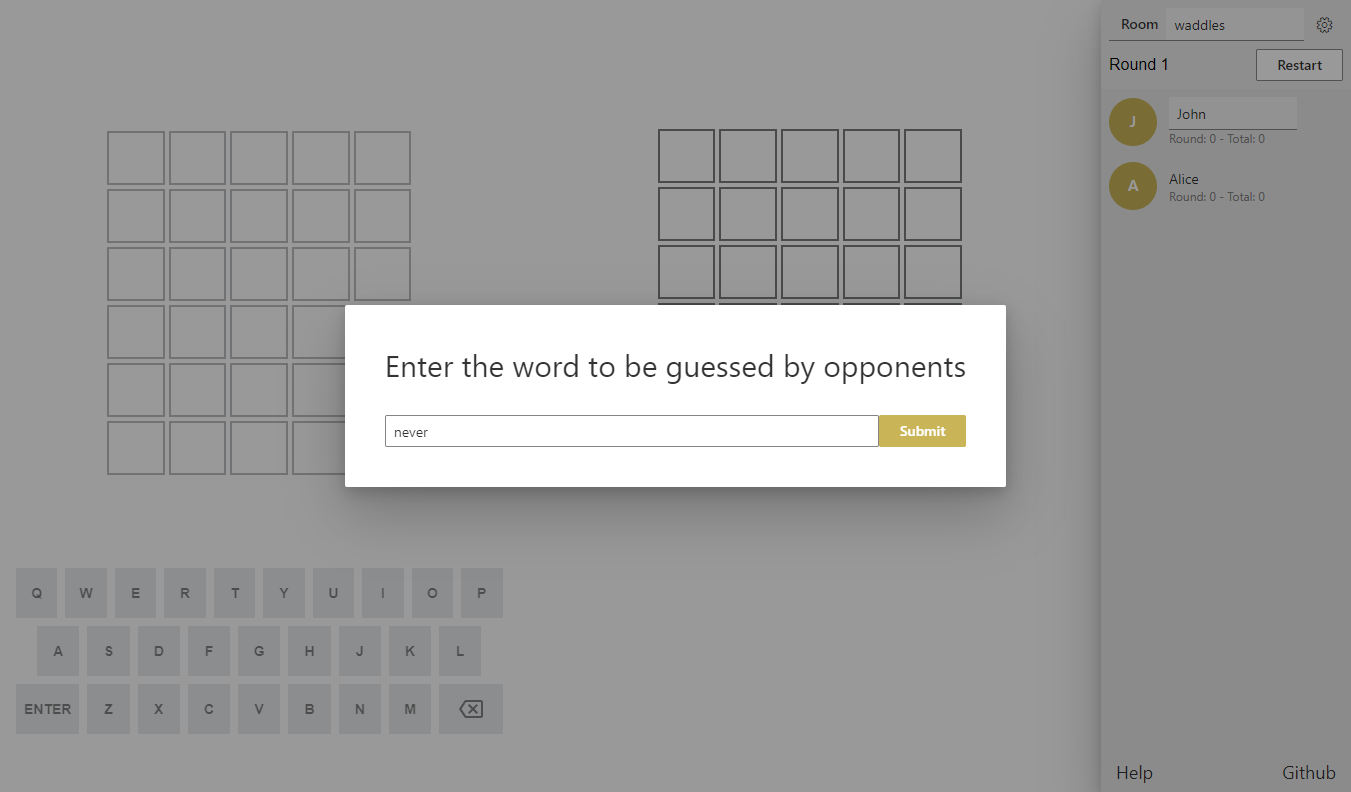 Room waddles
Round 1 Restart
J John
Round: 0 - Total: 0
A Alice
Round: 0 - Total: 0
Enter the word to be guessed by opponents
never Submit
Q W E R T Y U I O P
A S D F G H J K L
ENTER Z X C V B N M
Help Github